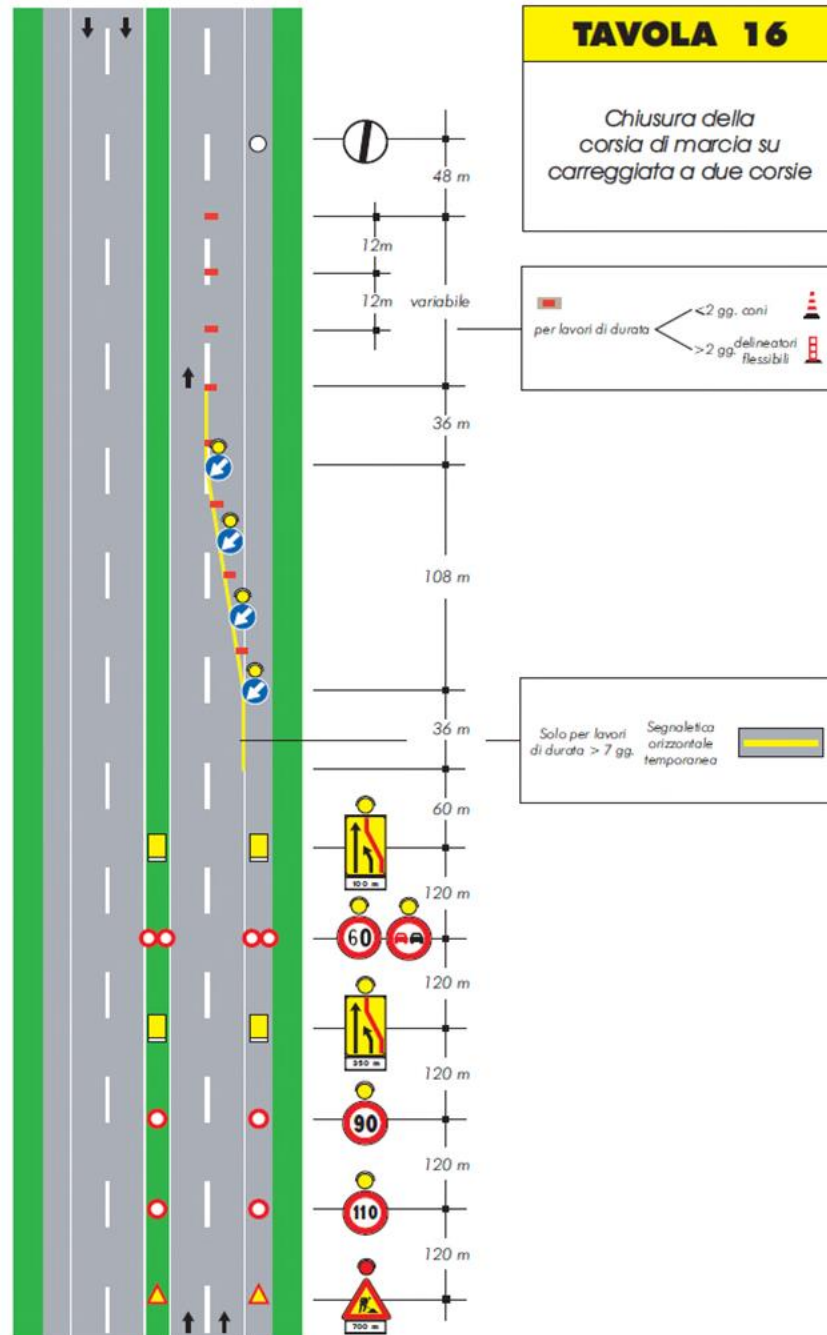 TAVOLA 16
Chiusura della
corsia di marcia su
carreggiata a due corsie
48 m
12m
12m
variabile
per lavori di durata
<2 gg. coni
>2 gg. delineatori
flessibili
36 m
108 m
36 m
Solo per lavori
di durata > 7 gg.
Segnaletica
orizzontale
temporanea
60 m
100 m
120 m
60
120 m
350 m
120 m
90
120 m
110
120 m
700 m